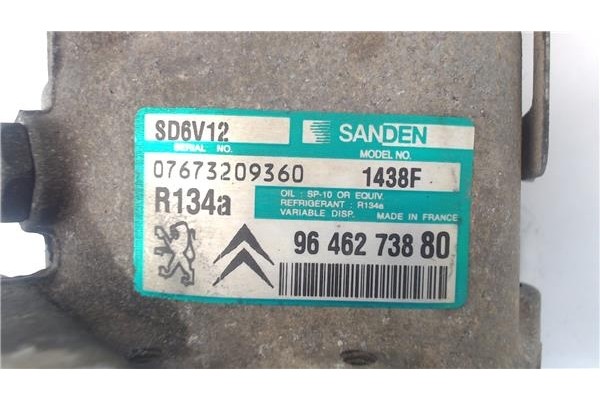 SD6V12 SANDEN
SERIAL NO. MODEL NO.
07673209360 1438F
R134a
OIL : SP-10 OR EQUIV.
REFRIGERANT : R134a
VARIABLE DISP. MADE IN FRANCE
96 462 738 80